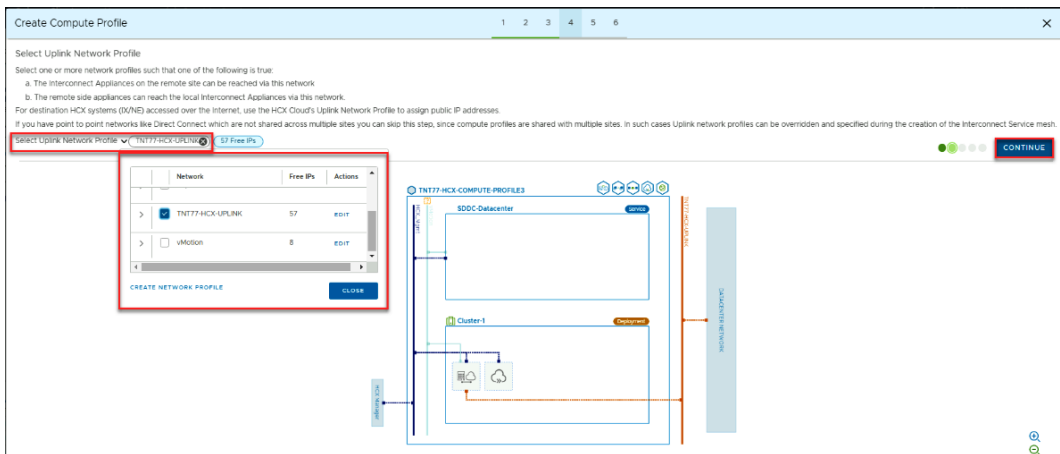 Create Compute Profile
1 2 3 4 5 6
Select Uplink Network Profile
Select one or more network profiles such that one of the following is true:
a. The Interconnect Appliances on the remote site can be reached via this network
b. The remote side appliances can reach the local Interconnect Appliances via this network.
For destination HCX systems (IX/NE) accessed over the Internet, use the HCX Cloud's Uplink Network Profile to assign public IP addresses.
If you have point to point networks like Direct Connect which are not shared across multiple sites you can skip this step, since compute profiles are shared with multiple sites. In such cases Uplink network profiles can be overridden and specified during the creation of the Interconnect Service mesh.
Select Uplink Network Profile TNT77-HCX-UPLINK 57 Free IPs
CONTINUE
Network Free IPs Actions
TNT77-HCX-UPLINK 57 EDIT
vMotion 8 EDIT
CREATE NETWORK PROFILE CLOSE
TNT77-HCX-COMPUTE-PROFILE3
HCX-Mgmt
SDDC-Datacenter Service
TNT77-HCX-UPLINK
Cluster-1 Deployment
DATACENTER NETWORK
HCX Manager